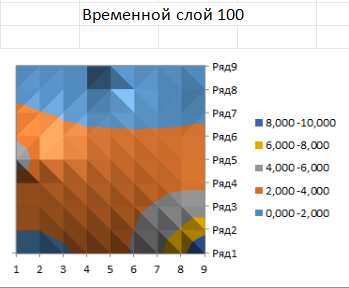 Временной слой 100
Ряд9
Ряд8
Ряд7
Ряд6
Ряд5
Ряд4
Ряд3
Ряд2
Ряд1
8,000-10,000
6,000-8,000
4,000-6,000
2,000-4,000
0,000-2,000
1 2 3 4 5 6 7 8 9